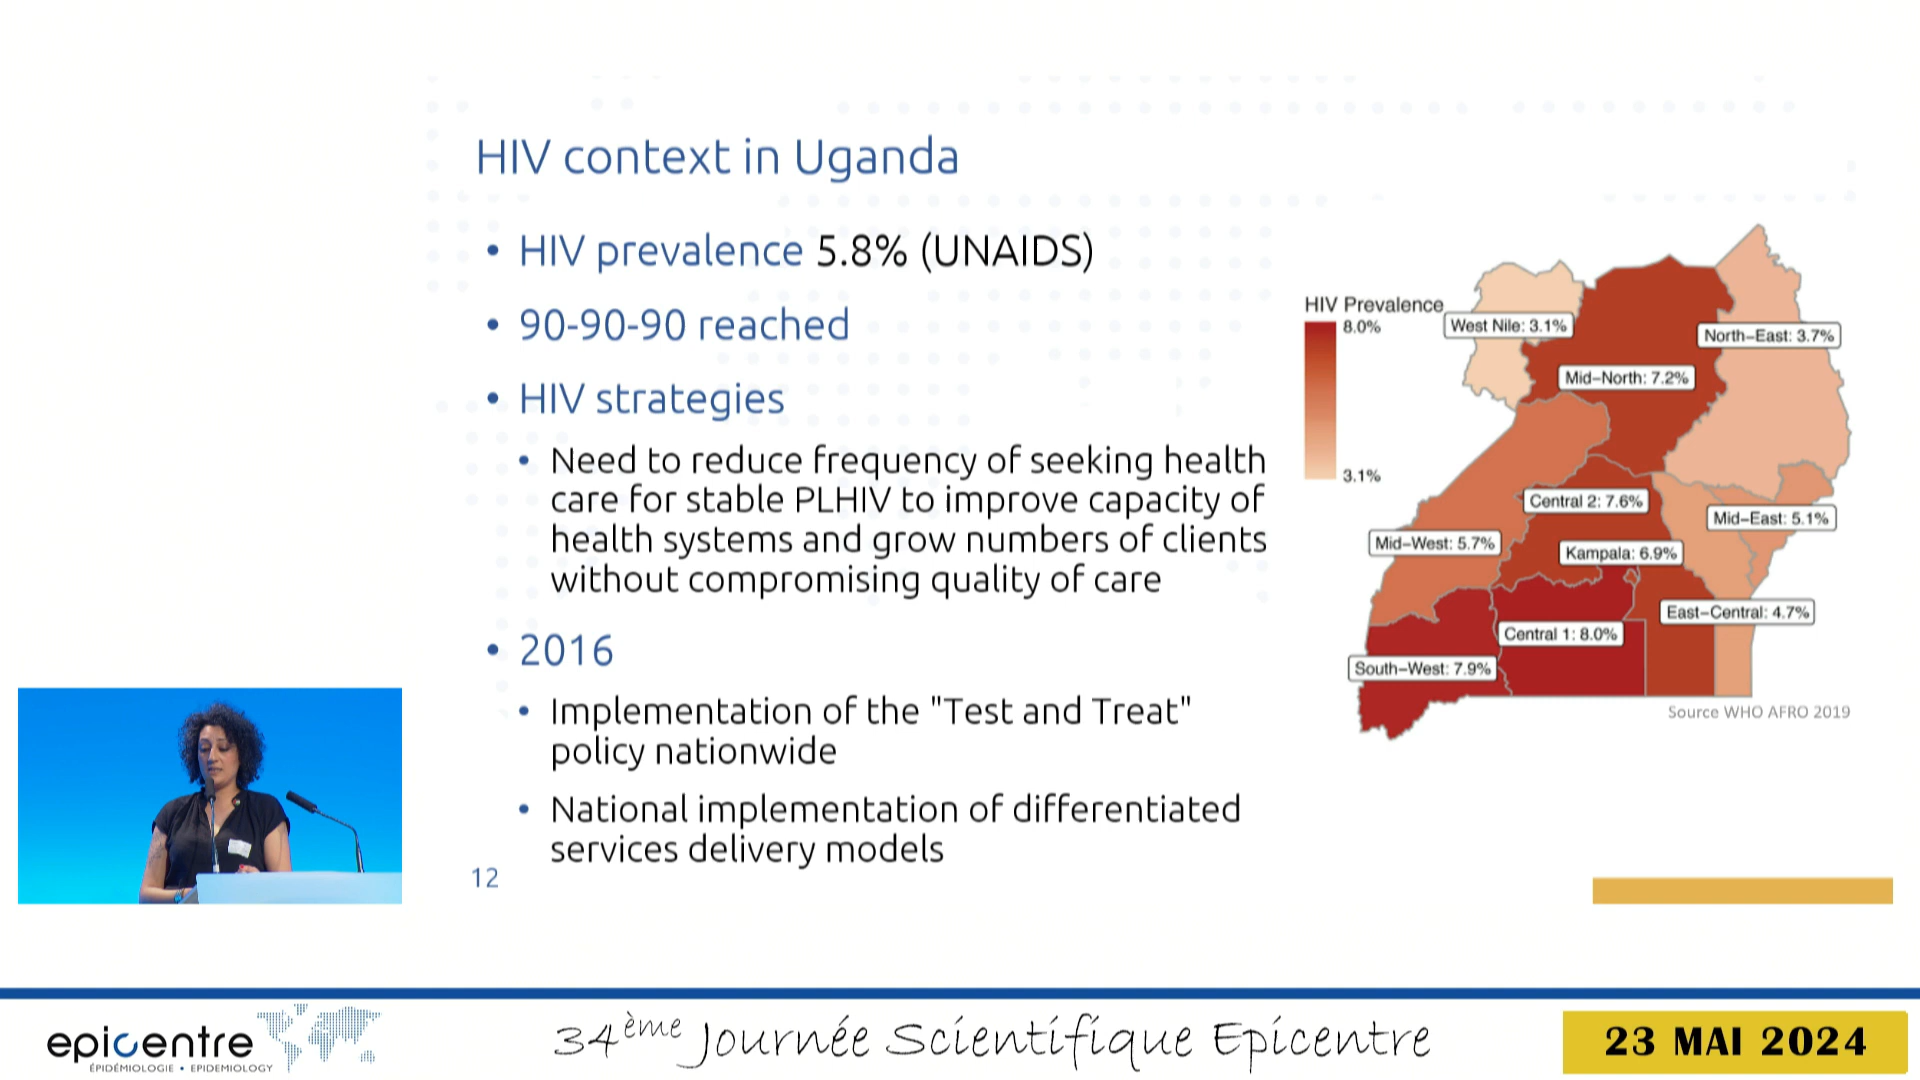 HIV context in Uganda
• HIV prevalence 5.8% (UNAIDS)
• 90-90-90 reached
• HIV strategies
• Need to reduce frequency of seeking health
care for stable PLHIV to improve capacity of
health systems and grow numbers of clients
without compromising quality of care
• 2016
• Implementation of the "Test and Treat"
policy nationwide
• National implementation of differentiated
services delivery models
12
HIV Prevalence
8.0%
3.1%
West Nile: 3.1%
North-East: 3.7%
Mid-North: 7.2%
Central 2: 7.6%
Mid-East: 5.1%
Mid-West: 5.7%
Kampala: 6.9%
East-Central: 4.7%
Central 1: 8.0%
South-West: 7.9%
Source WHO AFRO 2019
epicentre
ÉPIDÉMIOLOGIE • EPIDEMIOLOGY
34ème Journée Scientifique Epicentre
23 MAI 2024